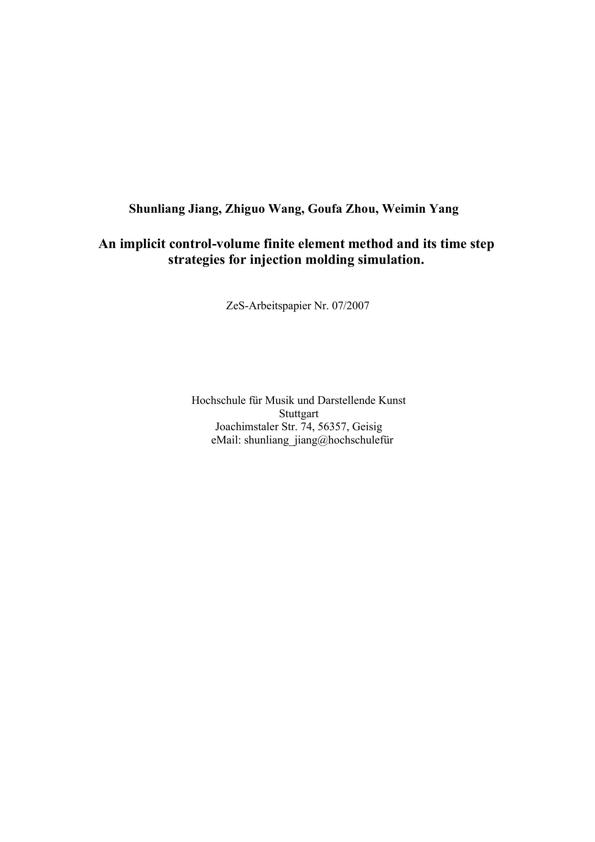 Shunliang Jiang, Zhiguo Wang, Goufa Zhou, Weimin Yang
An implicit control-volume finite element method and its time step
strategies for injection molding simulation.
ZeS-Arbeitspapier Nr. 07/2007
Hochschule für Musik und Darstellende Kunst
Stuttgart
Joachimstaler Str. 74, 56357, Geisig
eMail: shunliang_jiang@hochschulefür